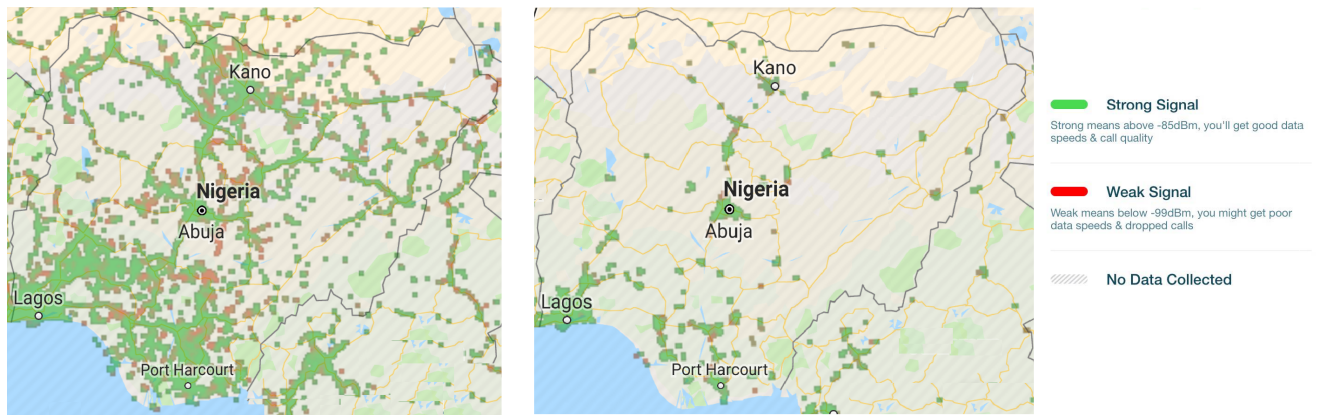 Kano
Nigeria
Abuja
Lagos
Port Harcourt
Kano
Nigeria
Abuja
Lagos
Port Harcourt
Strong Signal
Strong means above -85dBm, you'll get good data
speeds & call quality
Weak Signal
Weak means below -99dBm, you might get poor
data speeds & dropped calls
No Data Collected